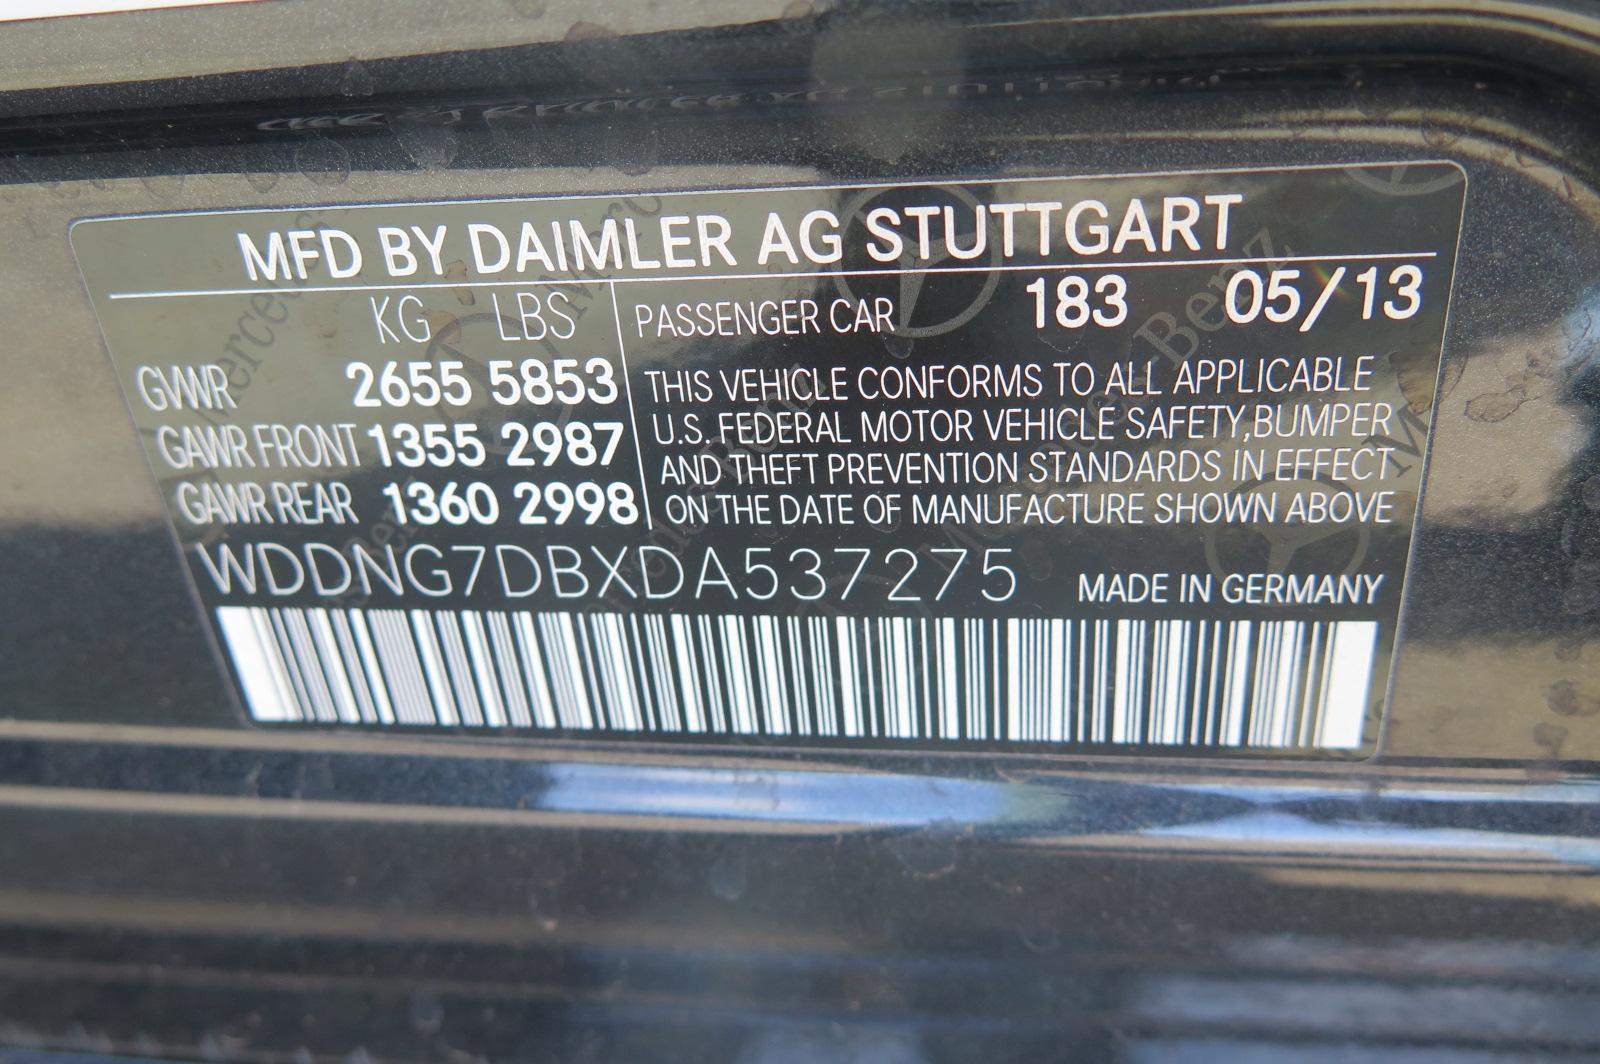 MFD BY DAIMLER AG STUTTGART
KG LBS
GVWR 2655 5853
GAWR FRONT 1355 2987
GAWR REAR 1360 2998
PASSENGER CAR 183 05/13
THIS VEHICLE CONFORMS TO ALL APPLICABLE
U.S. FEDERAL MOTOR VEHICLE SAFETY, BUMPER
AND THEFT PREVENTION STANDARDS IN EFFECT
ON THE DATE OF MANUFACTURE SHOWN ABOVE
WDDNG7DBXDA537275 MADE IN GERMANY
Mercedes-Benz